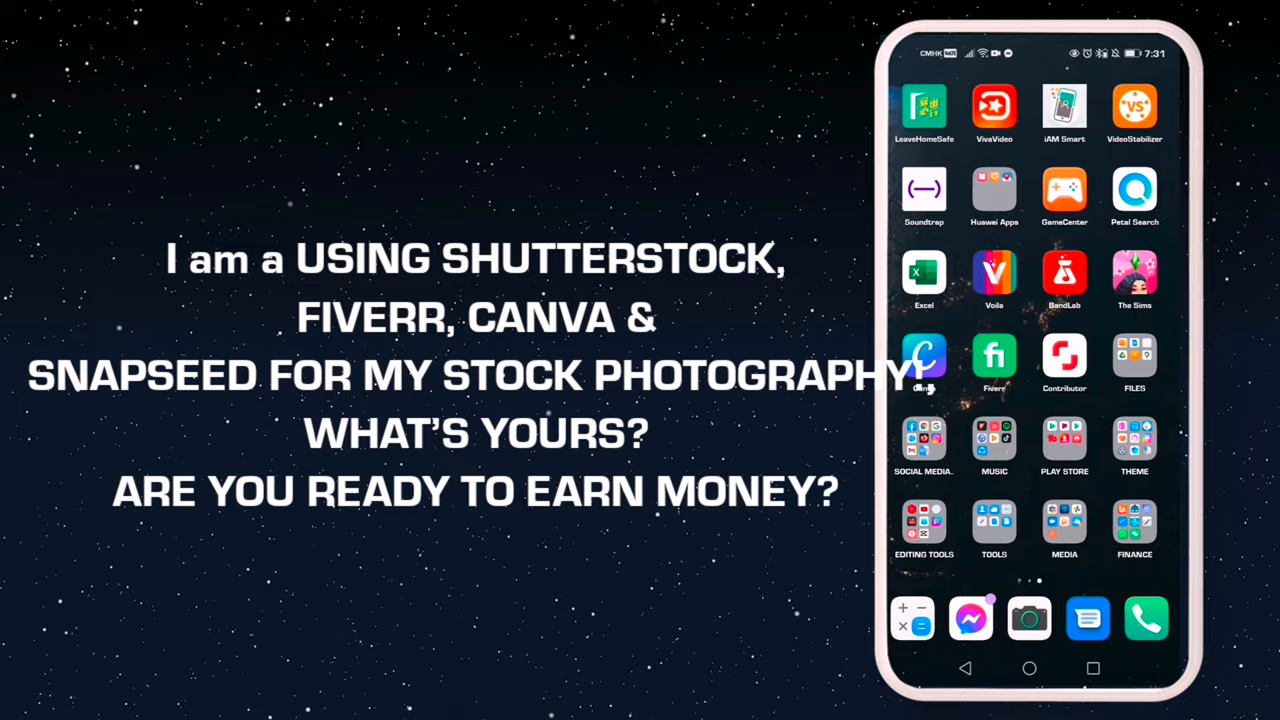 CMHK
7:31
LeaveHomeSafe
VivaVideo
iAM Smart
VideoStabilizer
Soundtrap
Huawei Apps
GameCenter
Petal Search
Excel
Voila
BandLab
The Sims
Fiverr
Contributor
FILES
SOCIAL MEDIA..
MUSIC
PLAY STORE
THEME
EDITING TOOLS
TOOLS
MEDIA
FINANCE
I am a USING SHUTTERSTOCK,
FIVERR, CANVA &
SNAPSEED FOR MY STOCK PHOTOGRAPHY!,
WHAT'S YOURS?
ARE YOU READY TO EARN MONEY?